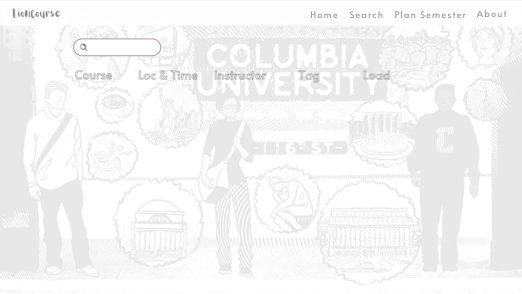 LionCourse
Home Search Plan Semester About
Course Loc & Time Instructor Tag Load
COLUMBIA
UNIVERSITY
116 ST
C